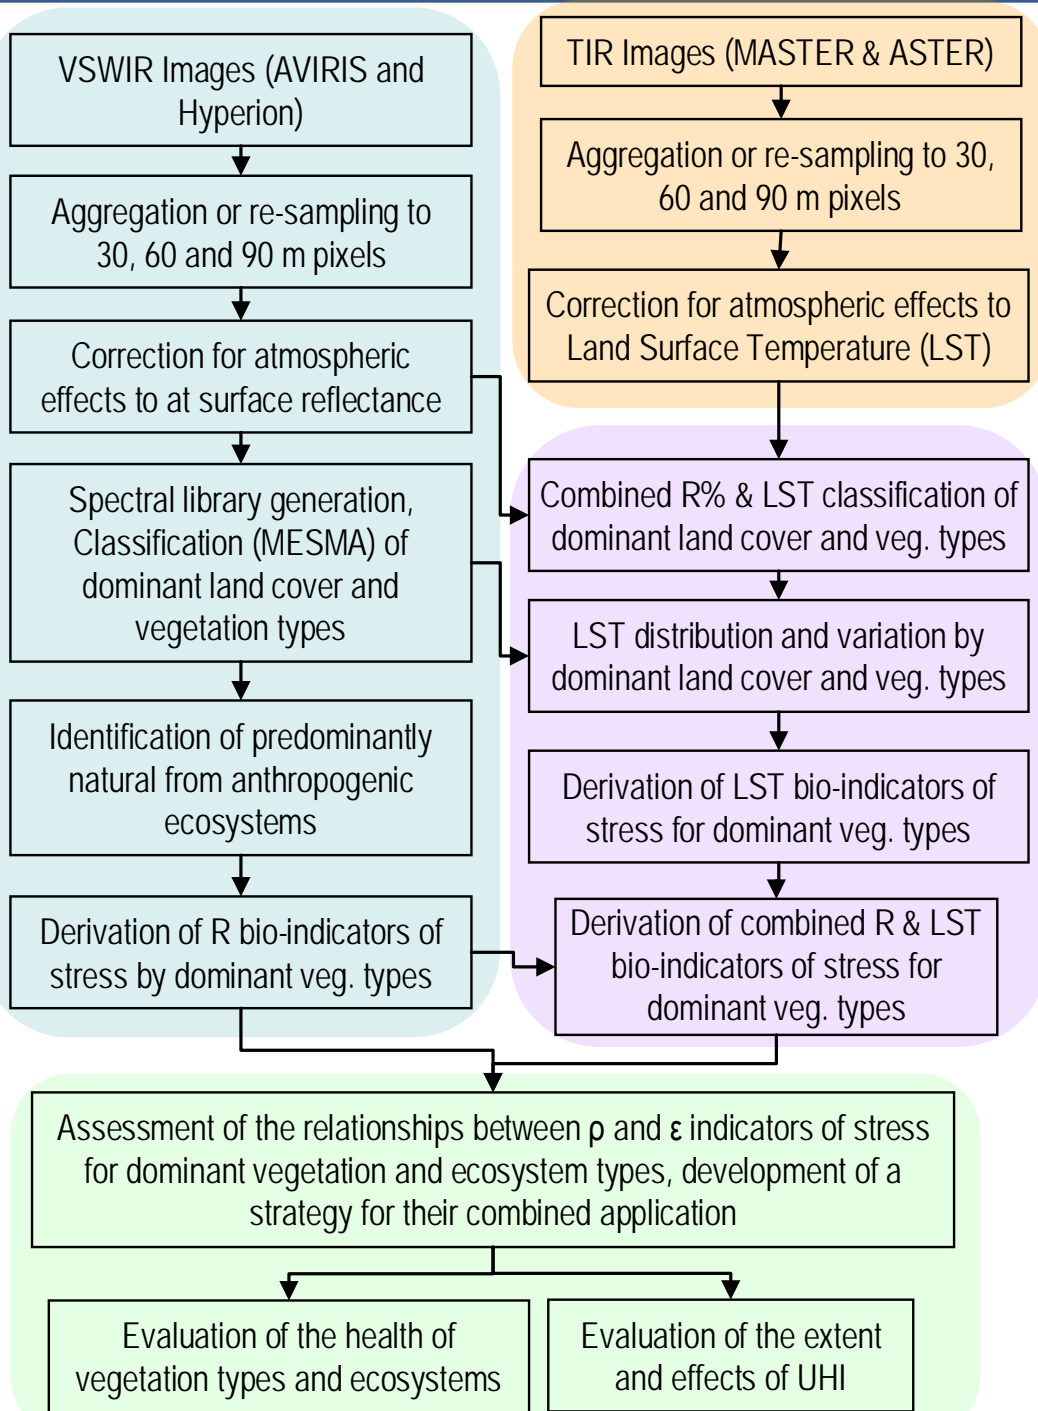 VSWIR Images (AVIRIS and
Hyperion)
Aggregation or re-sampling to
30, 60 and 90 m pixels
Correction for atmospheric
effects to at surface reflectance
Spectral library generation,
Classification (MESMA) of
dominant land cover and
vegetation types
Identification of predominantly
natural from anthropogenic
ecosystems
Derivation of R bio-indicators of
stress by dominant veg. types
TIR Images (MASTER & ASTER)
Aggregation or re-sampling to 30,
60 and 90 m pixels
Correction for atmospheric effects to
Land Surface Temperature (LST)
Combined R% & LST classification of
dominant land cover and veg. types
LST distribution and variation by
dominant land cover and veg. types
Derivation of LST bio-indicators of
stress for dominant veg. types
Derivation of combined R & LST
bio-indicators of stress for
dominant veg. types
Assessment of the relationships between ρ and ε indicators of stress
for dominant vegetation and ecosystem types, development of a
strategy for their combined application
Evaluation of the health of
vegetation types and ecosystems
Evaluation of the extent
and effects of UHI